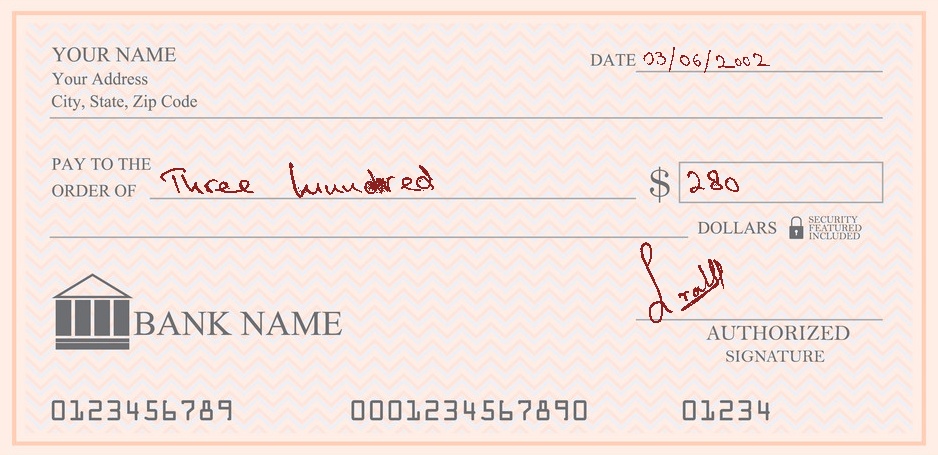 YOUR NAME
Your Address
City, State, Zip Code
DATE 03/06/2002
PAY TO THE
ORDER OF Three hundred $ 280
DOLLARS SECURITY FEATURED INCLUDED
BANK NAME
AUTHORIZED
SIGNATURE
0123456789 0001234567890 01234